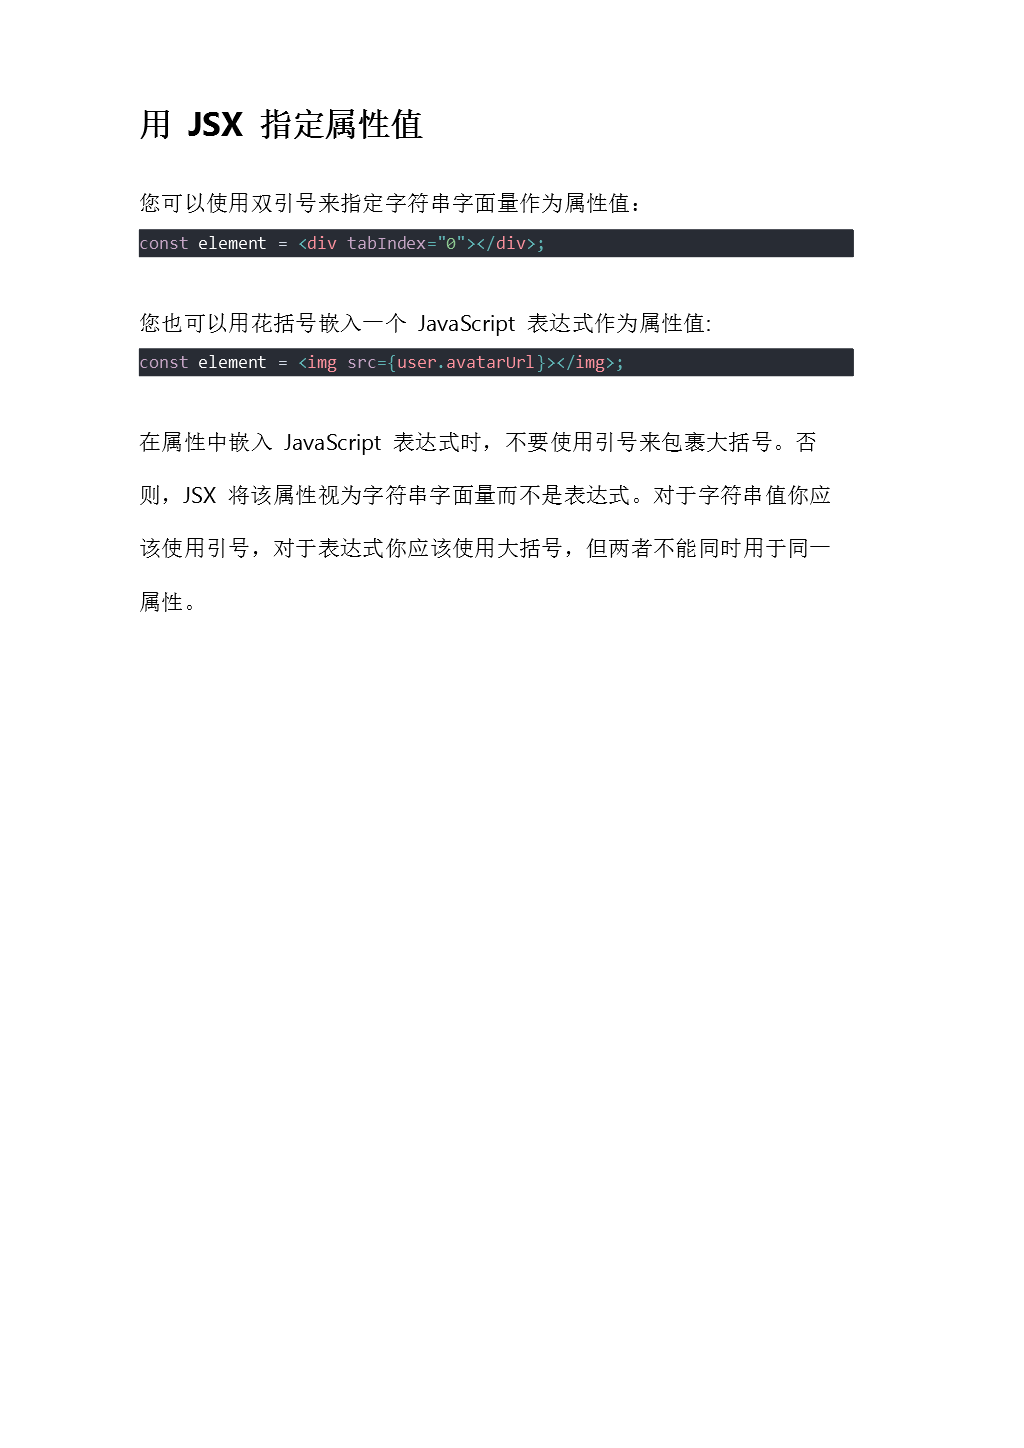 用 JSX 指定属性值
您可以使用双引号来指定字符串字面量作为属性值：
const element = <div tabIndex="0"></div>;
您也可以用花括号嵌入一个 JavaScript 表达式作为属性值:
const element = <img src={user.avatarUrl}></img>;
在属性中嵌入 JavaScript 表达式时，不要使用引号来包裹大括号。否
则，JSX 将该属性视为字符串字面量而不是表达式。对于字符串值你应
该使用引号，对于表达式你应该使用大括号，但两者不能同时用于同一
属性。